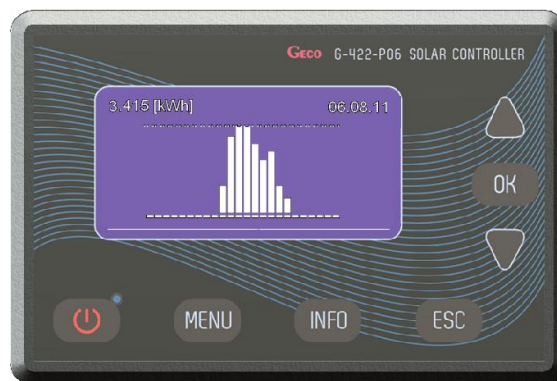 GECO G-422-P06 SOLAR CONTROLLER
3.415 [kWh] 06.08.11
OK
MENU INFO ESC